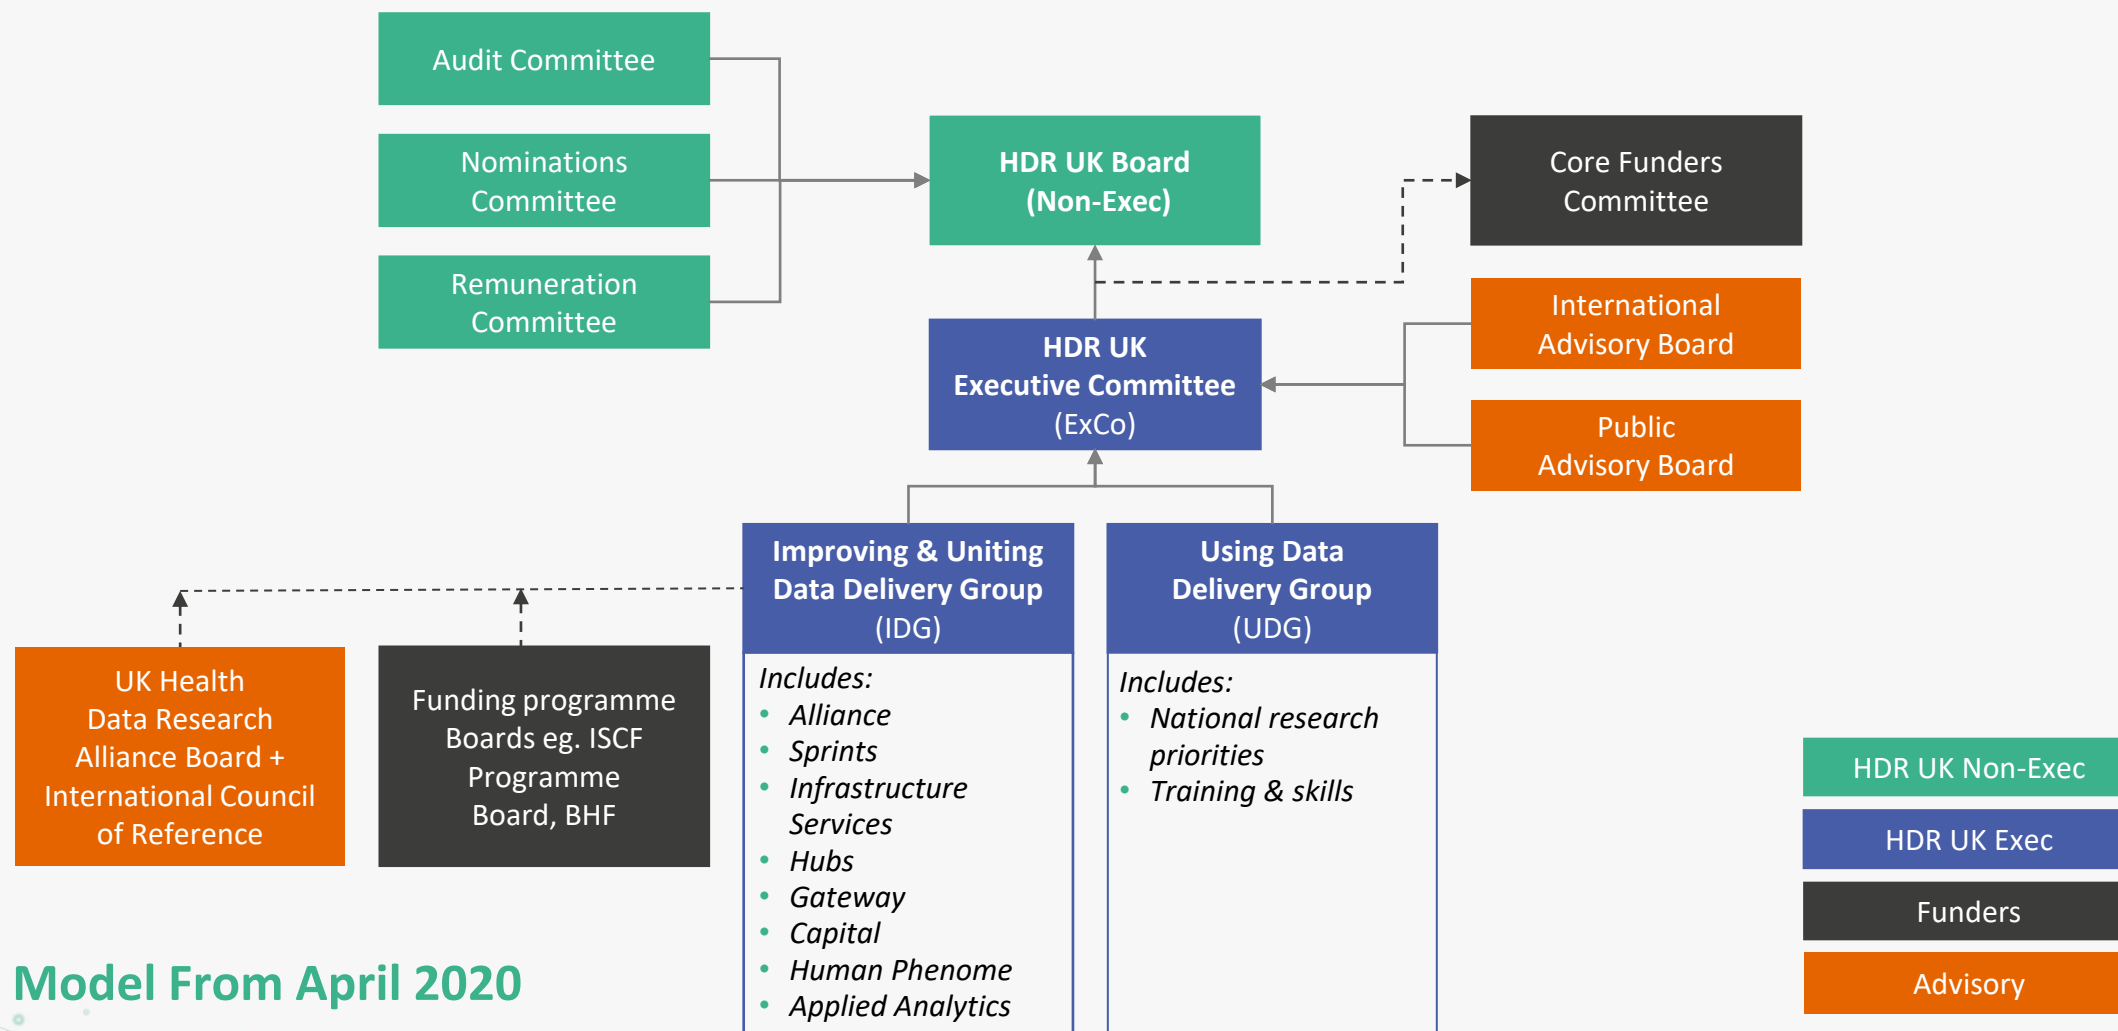 Audit Committee
Nominations
Committee
Remuneration
Committee
HDR UK Board
(Non-Exec)
Core Funders
Committee
International
Advisory Board
Public
Advisory Board
HDR UK
Executive Committee
(ExCo)
Improving & Uniting
Data Delivery Group
(IDG)
Includes:
• Alliance
• Sprints
• Infrastructure
Services
• Hubs
• Gateway
• Capital
• Human Phenome
• Applied Analytics
Using Data
Delivery Group
(UDG)
Includes:
• National research
priorities
• Training & skills
UK Health
Data Research
Alliance Board +
International Council
of Reference
Funding programme
Boards eg. ISCF
Programme
Board, BHF
HDR UK Non-Exec
HDR UK Exec
Funders
Advisory
Model From April 2020